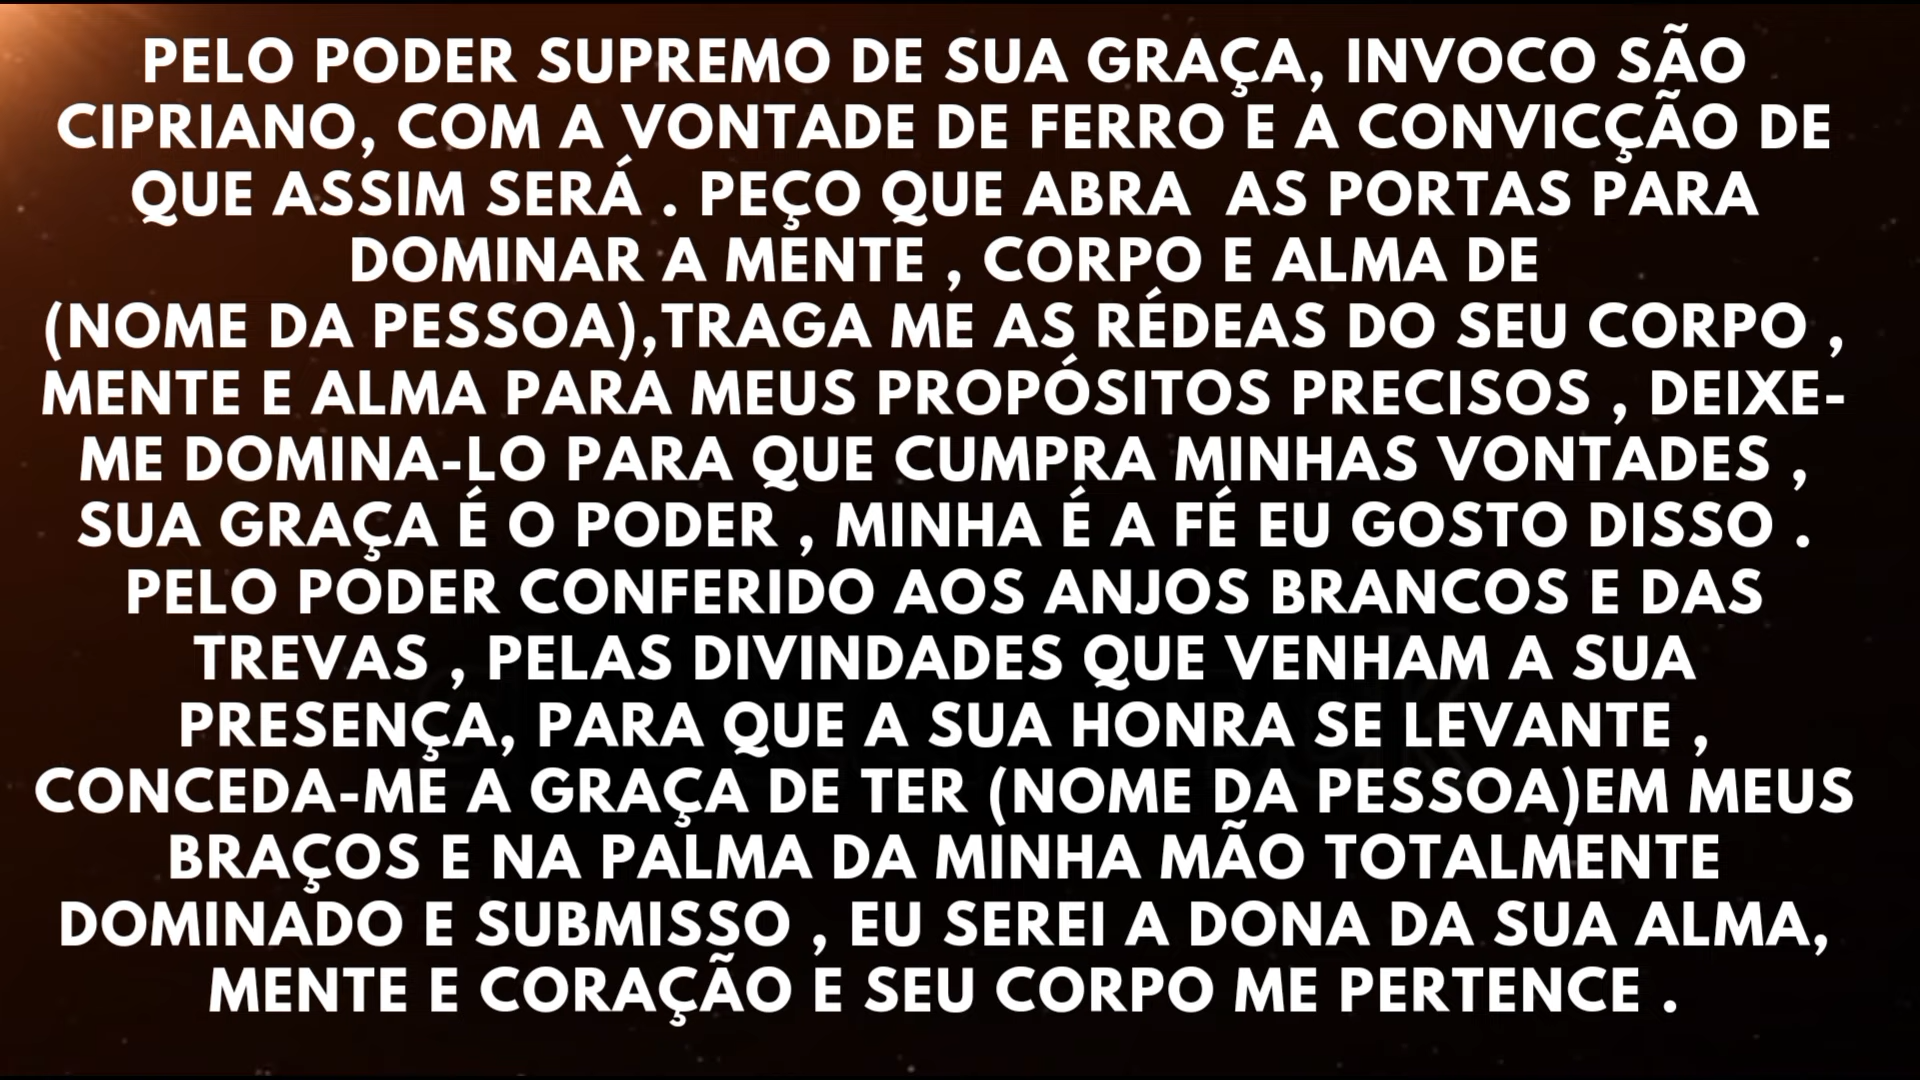 PELO PODER SUPREMO DE SUA GRAÇA, INVOCO SÃO
CIPRIANO, COM A VONTADE DE FERRO E A CONVICÇÃO DE
QUE ASSIM SERÁ . PEÇO QUE ABRA  AS PORTAS PARA
DOMINAR A MENTE , CORPO E ALMA DE
(NOME DA PESSOA),TRAGA ME AS RÉDEAS DO SEU CORPO ,
MENTE E ALMA PARA MEUS PROPÓSITOS PRECISOS , DEIXE-
ME DOMINA-LO PARA QUE CUMPRA MINHAS VONTADES ,
SUA GRAÇA É O PODER , MINHA É A FÉ EU GOSTO DISSO .
PELO PODER CONFERIDO AOS ANJOS BRANCOS E DAS
TREVAS , PELAS DIVINDADES QUE VENHAM A SUA
PRESENÇA, PARA QUE A SUA HONRA SE LEVANTE ,
CONCEDA-ME A GRAÇA DE TER (NOME DA PESSOA)EM MEUS
BRAÇOS E NA PALMA DA MINHA MÃO TOTALMENTE
DOMINADO E SUBMISSO , EU SEREI A DONA DA SUA ALMA,
MENTE E CORAÇÃO E SEU CORPO ME PERTENCE .